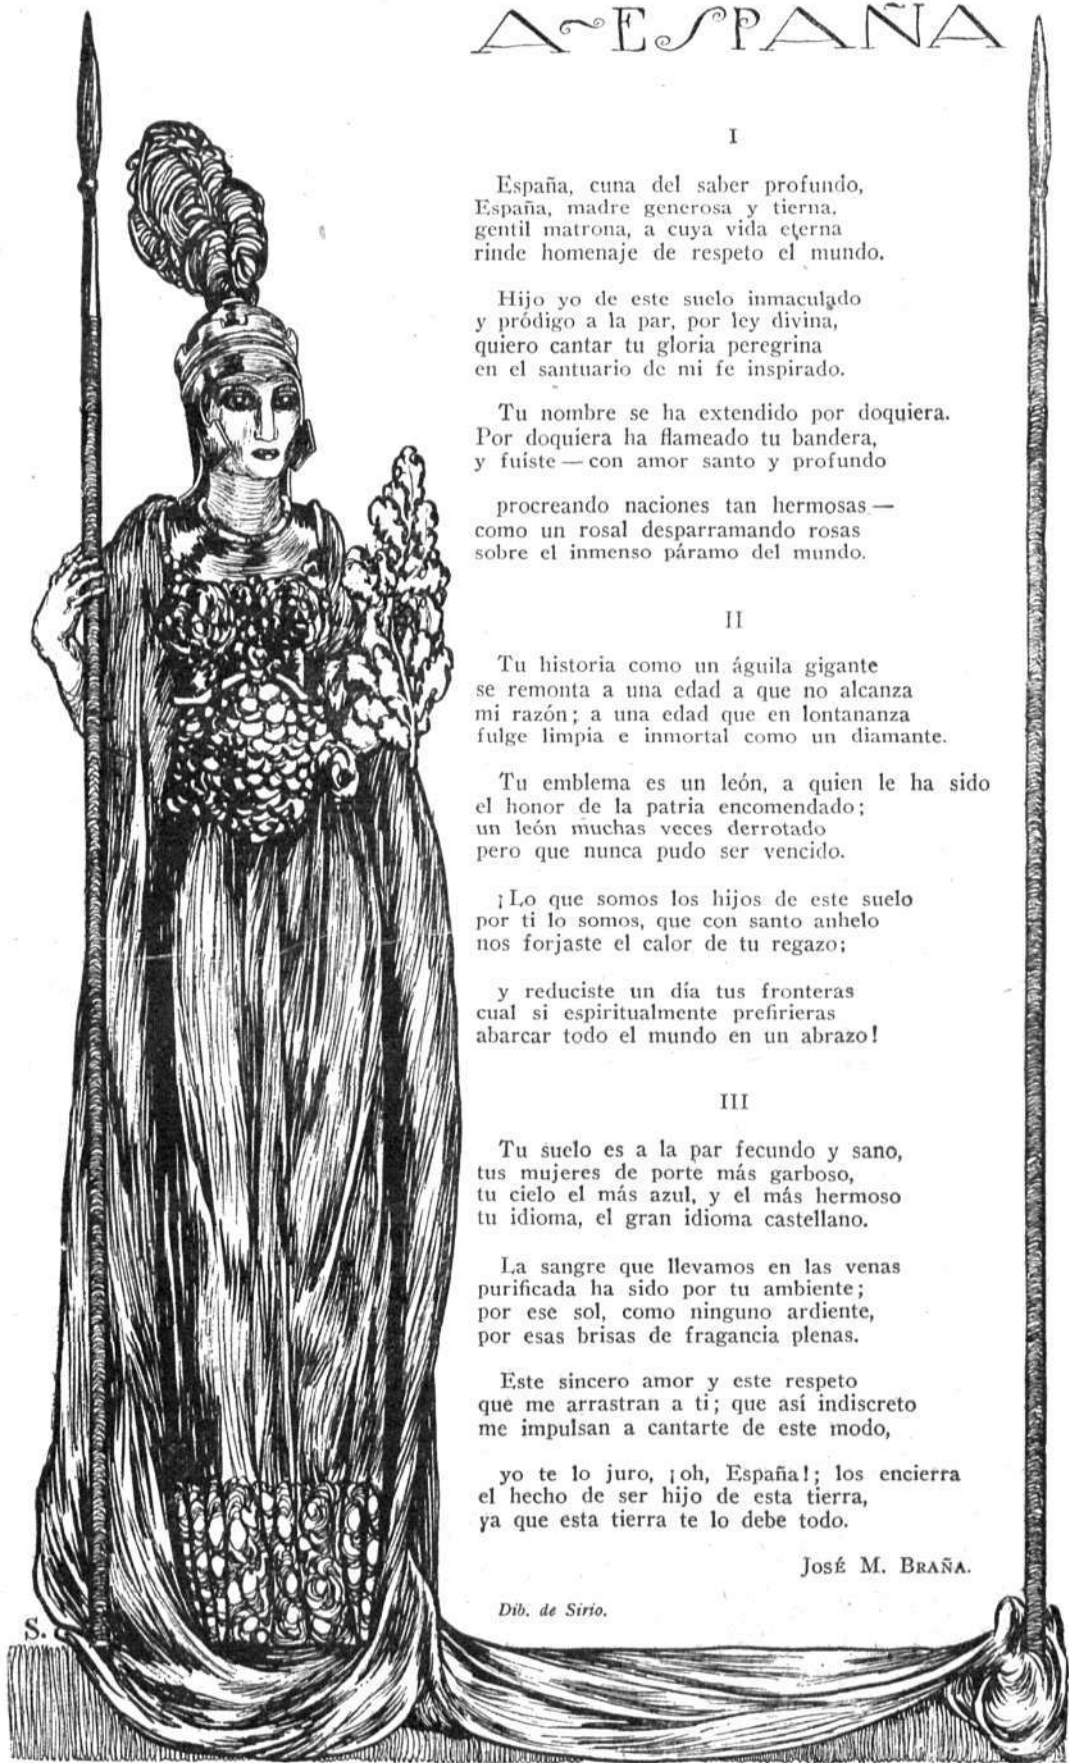 A ESPAÑA
I
España, cuna del saber profundo,
España, madre generosa y tierna,
gentil matrona, a cuya vida eterna
rinde homenaje de respeto el mundo.
Hijo yo de este suelo inmaculado
y pródigo a la par, por ley divina,
quiero cantar tu gloria peregrina
en el santuario de mi fe inspirado.
Tu nombre se ha extendido por doquiera.
Por doquiera ha flameado tu bandera,
y fuiste — con amor santo y profundo
procreando naciones tan hermosas —
como un rosal desparramando rosas
sobre el inmenso páramo del mundo.
II
Tu historia como un águila gigante
se remonta a una edad a que no alcanza
mi razón; a una edad que en lontananza
fulge limpia e inmortal como un diamante.
Tu emblema es un león, a quien le ha sido
el honor de la patria encomendado;
un león muchas veces derrotado
pero que nunca pudo ser vencido.
¡Lo que somos los hijos de este suelo
por ti lo somos, que con santo anhelo
nos forjaste el calor de tu regazo;
y reduciste un día tus fronteras
cual si espiritualmente prefirieras
abarcar todo el mundo en un abrazo!
III
Tu suelo es a la par fecundo y sano,
tus mujeres de porte más garboso,
tu cielo el más azul, y el más hermoso
tu idioma, el gran idioma castellano.
La sangre que llevamos en las venas
purificada ha sido por tu ambiente;
por ese sol, como ninguno ardiente,
por esas brisas de fragancia plenas.
Este sincero amor y este respeto
que me arrastran a ti; que así indiscreto
me impulsan a cantarte de este modo,
yo te lo juro, ¡oh, España!; los encierra
el hecho de ser hijo de esta tierra,
ya que esta tierra te lo debe todo.
José M. Braña.
Dib. de Sirio.
S.